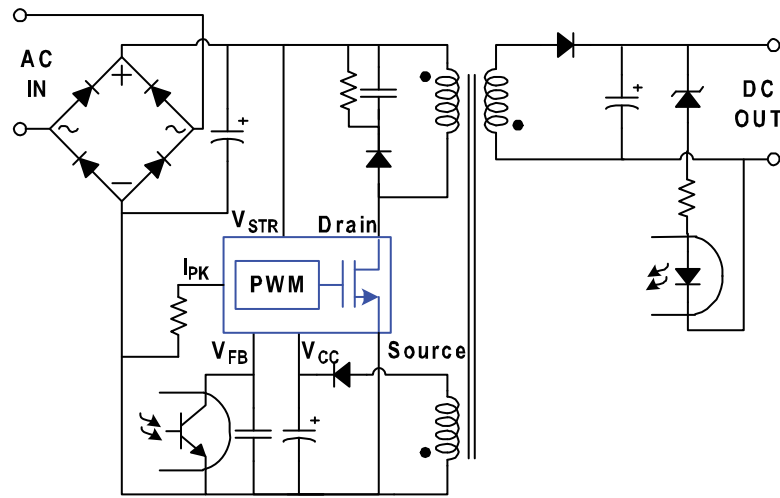 AC
IN
+
~
~
−
+
+
DC
OUT
VSTR
Drain
IPK
PWM
VFB
VCC
Source
+